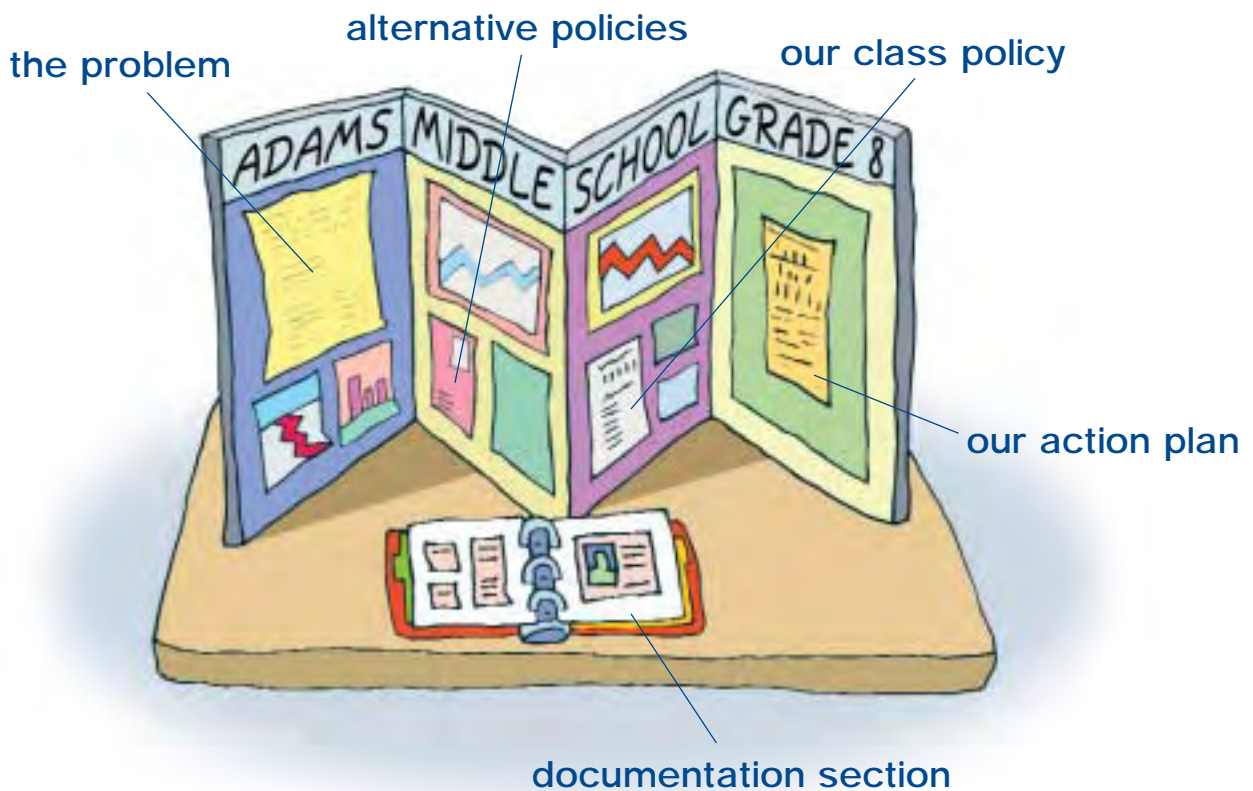 alternative policies
the problem
our class policy
ADAMS MIDDLE SCHOOL GRADE 8
our action plan
documentation section